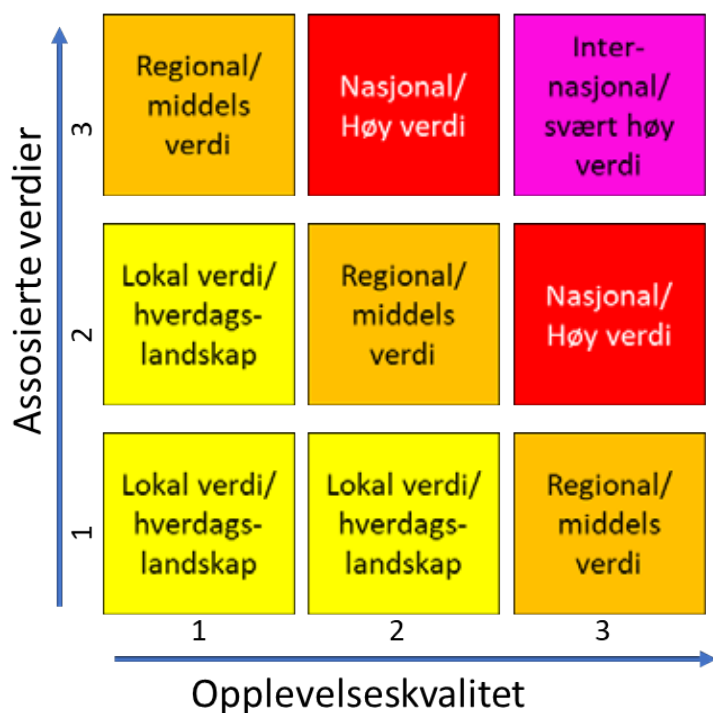 Assosierte verdier
3
Regional/
middels
verdi
Nasjonal/
Høy verdi
Inter-
nasjonal/
svært høy
verdi
2
Lokal verdi/
hverdags-
landskap
Regional/
middels
verdi
Nasjonal/
Høy verdi
1
Lokal verdi/
hverdags-
landskap
Lokal verdi/
hverdags-
landskap
Regional/
middels
verdi
1
2
3
Opplevelseskvalitet